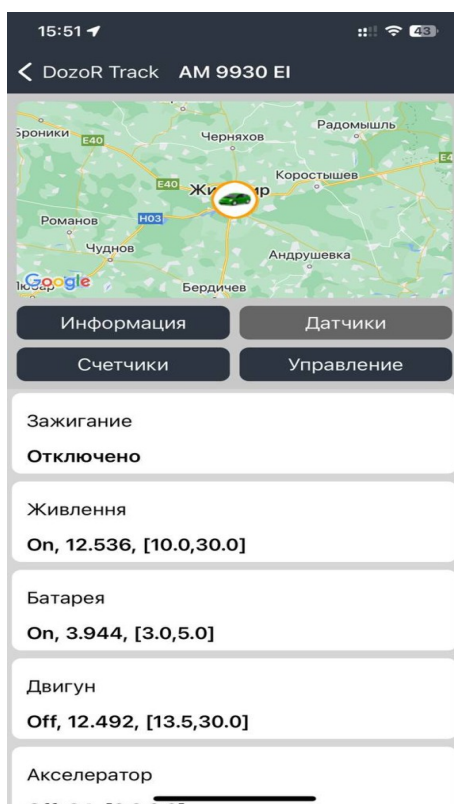 15:51
43
DozoR Track AM 9930 EI
E40
Черняхов
Радомышль
E40
Коростышев
Романов
H03
Чуднов
Андрушевка
Google
Бердичев
Информация
Датчики
Счетчики
Управление
Зажигание
Отключено
Живлення
On, 12.536, [10.0,30.0]
Батарея
On, 3.944, [3.0,5.0]
Двигун
Off, 12.492, [13.5,30.0]
Акселератор